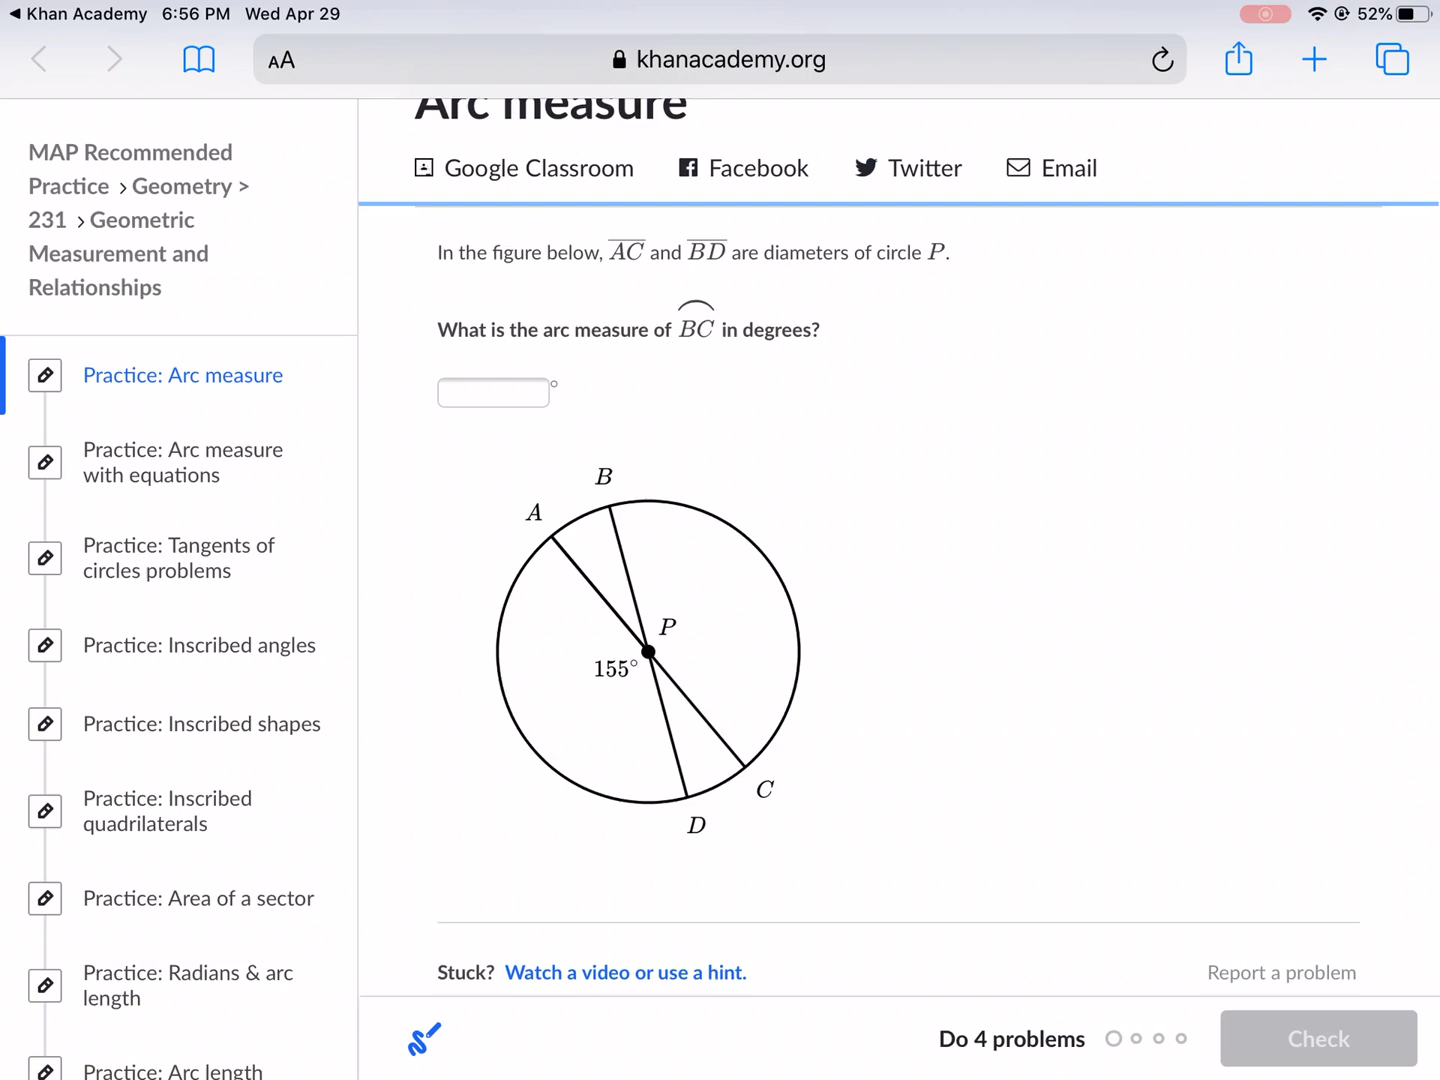 ◀ Khan Academy 6:56 PM Wed Apr 29 52%
AA khanacademy.org
Arc measure
Google Classroom Facebook Twitter Email
MAP Recommended
Practice > Geometry >
231 > Geometric
Measurement and
Relationships
Practice: Arc measure
Practice: Arc measure
with equations
Practice: Tangents of
circles problems
Practice: Inscribed angles
Practice: Inscribed shapes
Practice: Inscribed
quadrilaterals
Practice: Area of a sector
Practice: Radians & arc
length
Practice: Arc length
In the figure below, AC and BD are diameters of circle P.
What is the arc measure of BC in degrees?
°
B
A
P
155°
C
D
Stuck? Watch a video or use a hint. Report a problem
Do 4 problems Check